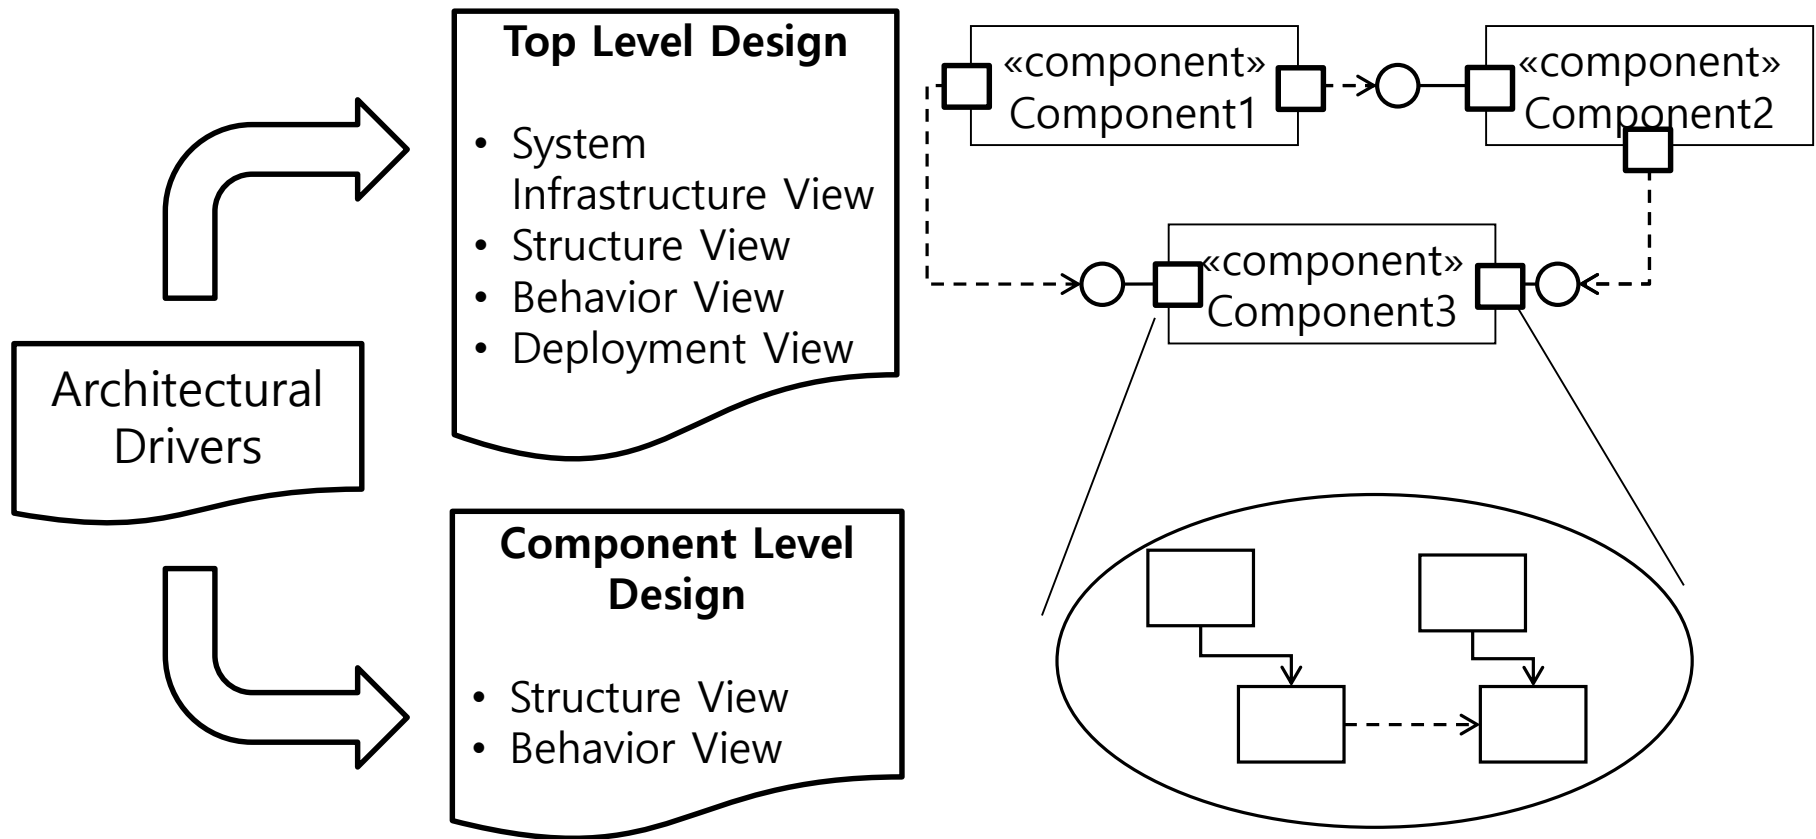 Architectural
Drivers
Top Level Design
• System
Infrastructure View
• Structure View
• Behavior View
• Deployment View
Component Level
Design
• Structure View
• Behavior View
«component»
Component1
«component»
Component2
«component»
Component3